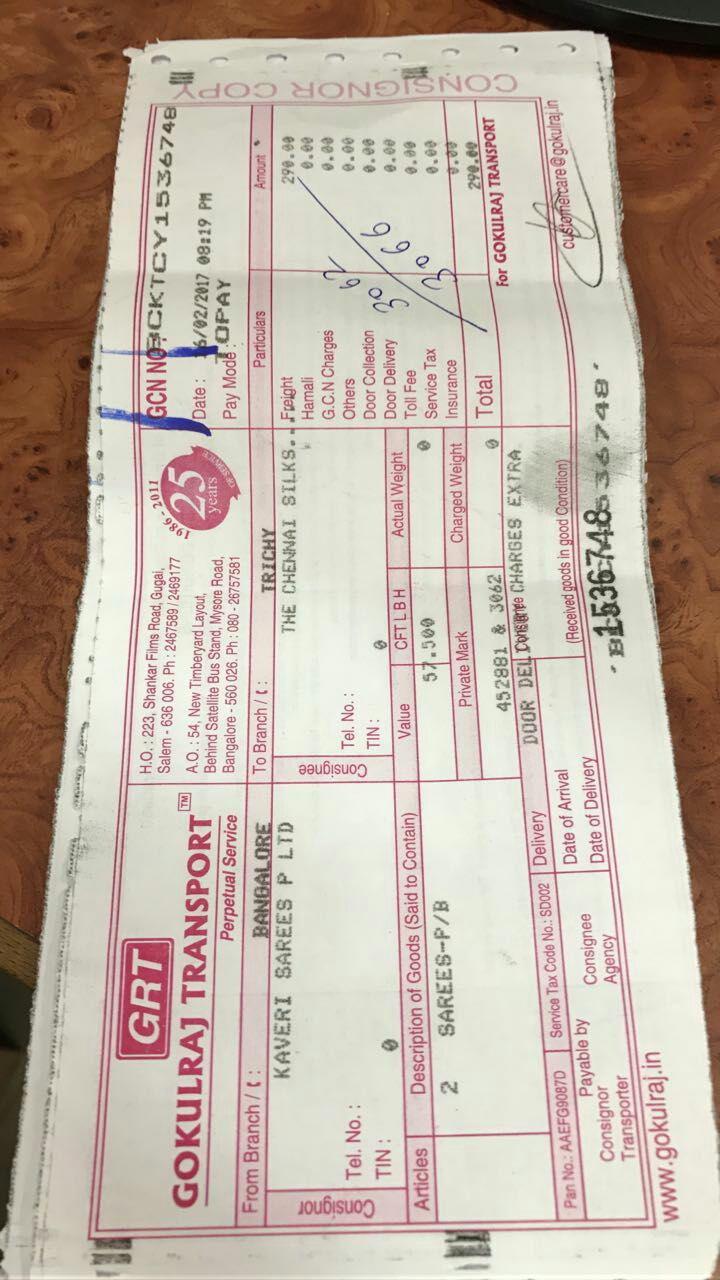 CONSIGNOR COPY
GRT
GOKULRAJ TRANSPORT TM
Perpetual Service
H.O. : 223, Shankar Films Road, Gugai,
Salem - 636 006. Ph : 2467589 / 2469177
A.O. : 54, New Timberyard Layout,
Behind Satellite Bus Stand, Mysore Road,
Bangalore - 560 026. Ph : 080 - 26757581
1986 - 2011
25
years
OF SERVICE
GCN NO BCKTCY1536748
Date : 16/02/2017 08:19 PM
Pay Mode : TOPAY
From Branch / : BANGALORE
To Branch / : TRICHY
Particulars Amount
Consignor
KAVERI SAREES P LTD
Tel. No. :
TIN : 0
Consignee
THE CHENNAI SILKS...
Tel. No. :
TIN : 0
Freight 290.00
Hamali 0.00
G.C.N Charges 0.00
Others 0.00
Door Collection 0.00
Door Delivery 0.00
Toll Fee 0.00
Service Tax 0.00
Insurance 0.00
Total 290.00
3062
3066
Articles Description of Goods (Said to Contain) Value CFT L B H Actual Weight
2 SAREES-P/B 57.500 0
Private Mark Charged Weight
452881 & 3062 0
For GOKULRAJ TRANSPORT
customercare@gokulraj.in
Pan No.: AAEFG9087D Service Tax Code No.: SD002 Delivery
DOOR DELIVERY CHARGES EXTRA
Consignee
Payable by
Consignor Consignee
Transporter Agency
Date of Arrival
Date of Delivery
(Received goods in good Condition)
1536748
www.gokulraj.in